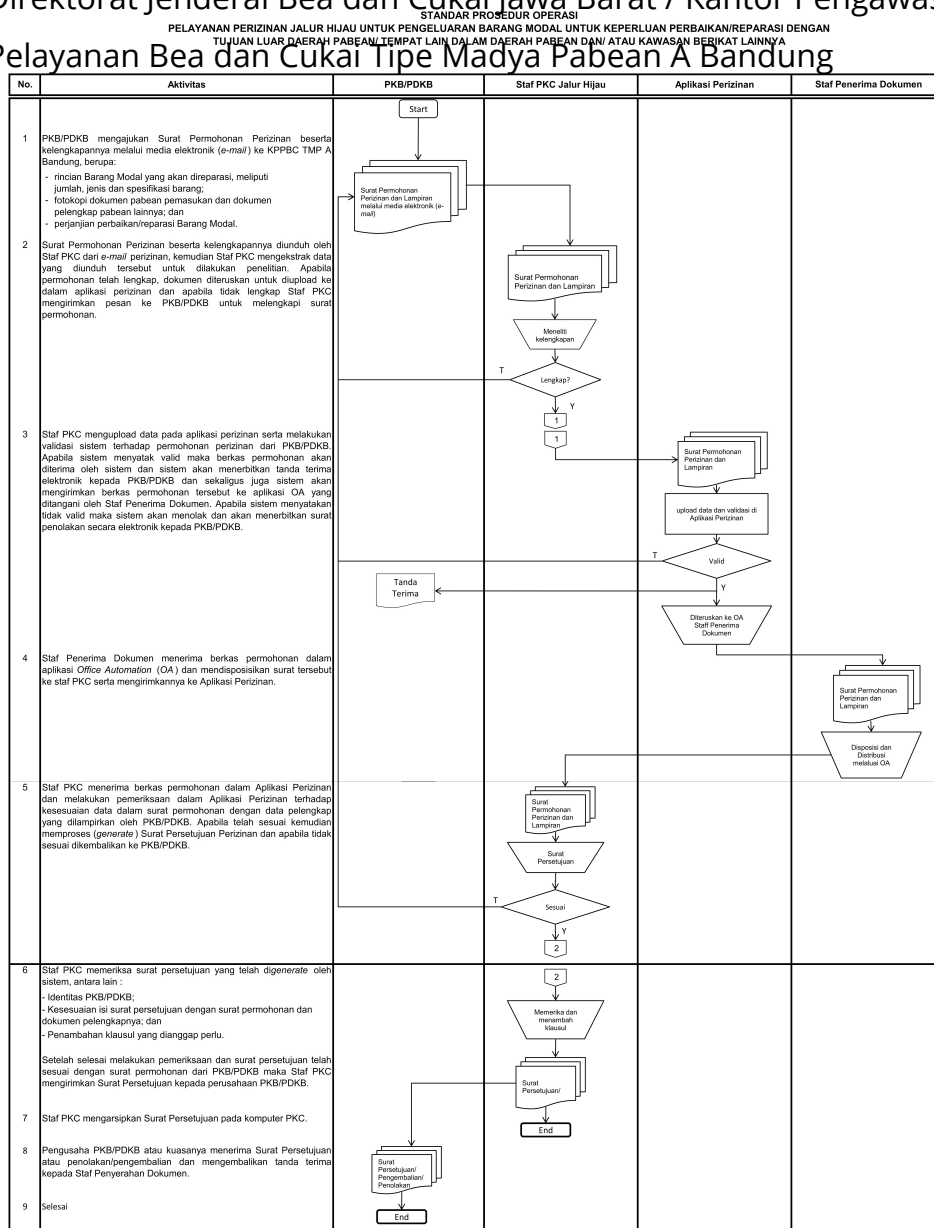 Direktorat Jenderal Bea dan Cukai Jawa Barat / Kantor Pengawas
STANDAR PROSEDUR OPERASI
PELAYANAN PERIZINAN JALUR HIJAU UNTUK PENGELUARAN BARANG MODAL UNTUK KEPERLUAN PERBAIKAN/REPARASI DENGAN
TUJUAN LUAR DAERAH PABEAN/ TEMPAT LAIN DALAM DAERAH PABEAN DAN/ ATAU KAWASAN BERIKAT LAINNYA
Pelayanan Bea dan Cukai Tipe Madya Pabean A Bandung
No. Aktivitas PKB/PDKB Staf PKC Jalur Hijau Aplikasi Perizinan Staf Penerima Dokumen
Start
1 PKB/PDKB mengajukan Surat Permohonan Perizinan beserta
kelengkapannya melalui media elektronik (e-mail) ke KPPBC TMP A
Bandung, berupa:
- rincian Barang Modal yang akan direparasi, meliputi
jumlah, jenis dan spesifikasi barang;
- fotokopi dokumen pabean pemasukan dan dokumen
pelengkap pabean lainnya; dan
- perjanjian perbaikan/reparasi Barang Modal.
Surat Permohonan
Perizinan dan Lampiran
melalui media elektronik (e-
mail)
2 Surat Permohonan Perizinan beserta kelengkapannya diunduh oleh
Staf PKC dari e-mail perizinan, kemudian Staf PKC mengekstrak data
yang diunduh tersebut untuk dilakukan penelitian. Apabila
permohonan telah lengkap, dokumen diteruskan untuk diupload ke
dalam aplikasi perizinan dan apabila tidak lengkap Staf PKC
mengirimkan pesan ke PKB/PDKB untuk melengkapi surat
permohonan.
Surat Permohonan
Perizinan dan Lampiran
Meneliti
kelengkapan
T
Lengkap?
Y
1
1
3 Staf PKC mengupload data pada aplikasi perizinan serta melakukan
validasi sistem terhadap permohonan perizinan dari PKB/PDKB.
Apabila sistem menyatak valid maka berkas permohonan akan
diterima oleh sistem dan sistem akan menerbitkan tanda terima
elektronik kepada PKB/PDKB dan sekaligus juga sistem akan
mengirimkan berkas permohonan tersebut ke aplikasi OA yang
ditangani oleh Staf Penerima Dokumen. Apabila sistem menyatakan
tidak valid maka sistem akan menolak dan akan menerbitkan surat
penolakan secara elektronik kepada PKB/PDKB.
Surat Permohonan
Perizinan dan
Lampiran
upload data dan validasi di
Aplikasi Perizinan
T
Valid
Y
Tanda
Terima
Diteruskan ke OA
Staff Penerima
Dokumen
4 Staf Penerima Dokumen menerima berkas permohonan dalam
aplikasi Office Automation (OA) dan mendisposisikan surat tersebut
ke staf PKC serta mengirimkannya ke Aplikasi Perizinan.
Surat Permohonan
Perizinan dan
Lampiran
Disposisi dan
Distribusi
melaluai OA
5 Staf PKC menerima berkas permohonan dalam Aplikasi Perizinan
dan melakukan pemeriksaan dalam Aplikasi Perizinan terhadap
kesesuaian data dalam surat permohonan dengan data pelengkap
yang dilampirkan oleh PKB/PDKB. Apabila telah sesuai kemudian
memproses (generate) Surat Persetujuan Perizinan dan apabila tidak
sesuai dikembalikan ke PKB/PDKB.
Surat
Permohonan
Perizinan dan
Lampiran
Surat
Persetujuan
T
Sesuai
Y
2
6 Staf PKC memeriksa surat persetujuan yang telah digenerate oleh
sistem, antara lain :
- Identitas PKB/PDKB;
- Kesesuaian isi surat persetujuan dengan surat permohonan dan
dokumen pelengkapnya; dan
- Penambahan klausul yang dianggap perlu.
Setelah selesai melakukan pemeriksaan dan surat persetujuan telah
sesuai dengan surat permohonan dari PKB/PDKB maka Staf PKC
mengirimkan Surat Persetujuan kepada perusahaan PKB/PDKB.
2
Memerika dan
menambah
klausul
Surat
Persetujuan/
7 Staf PKC mengarsipkan Surat Persetujuan pada komputer PKC.
End
8 Pengusaha PKB/PDKB atau kuasanya menerima Surat Persetujuan
atau penolakan/pengembalian dan mengembalikan tanda terima
kepada Staf Penyerahan Dokumen.
Surat
Persetujuan/
Pengembalian/
Penolakan
9 Selesai
End